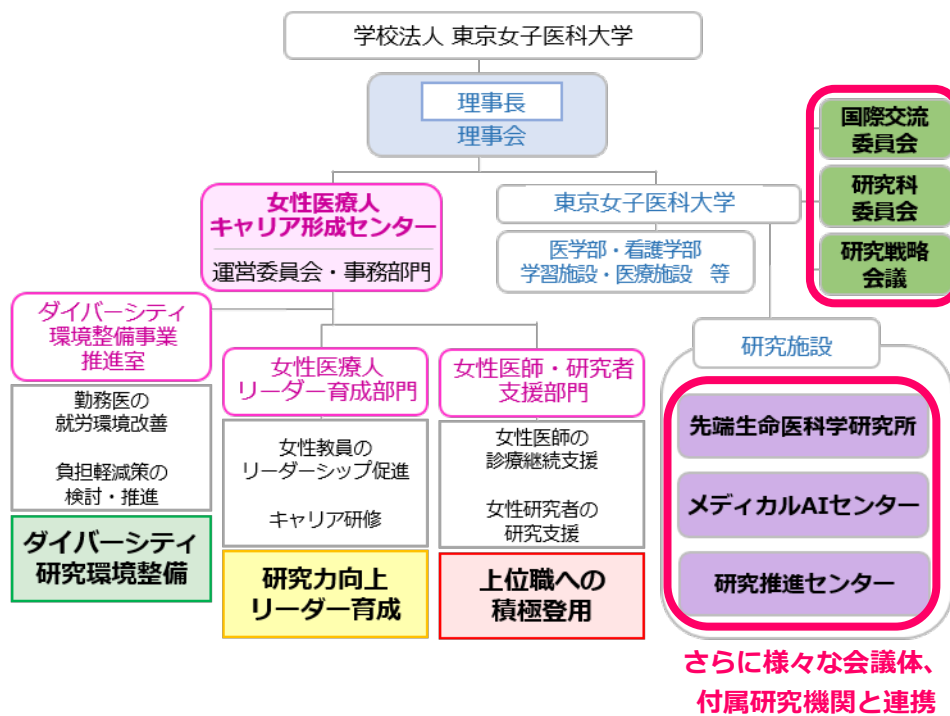 学校法人 東京女子医科大学
理事長
理事会
国際交流
委員会
研究科
委員会
研究戦略
会議
女性医療人
キャリア形成センター
運営委員会・事務部門
東京女子医科大学
医学部・看護学部
学習施設・医療施設 等
ダイバーシティ
環境整備事業
推進室
勤務医の
就労環境改善
負担軽減策の
検討・推進
ダイバーシティ
研究環境整備
女性医療人
リーダー育成部門
女性教員の
リーダーシップ促進
キャリア研修
研究力向上
リーダー育成
女性医師・研究者
支援部門
女性医師の
診療継続支援
女性研究者の
研究支援
上位職への
積極登用
研究施設
先端生命医科学研究所
メディカルAIセンター
研究推進センター
さらに様々な会議体、
付属研究機関と連携